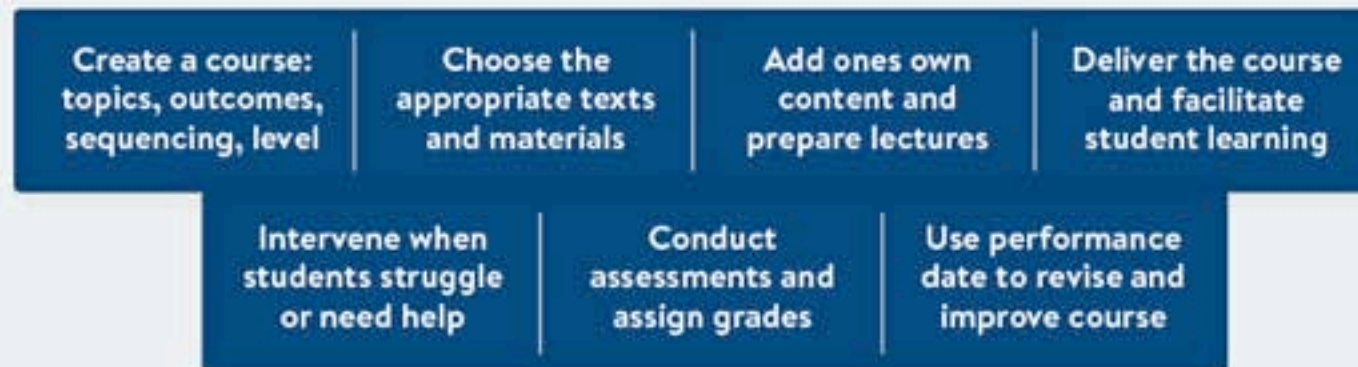 Create a course:
topics, outcomes,
sequencing, level
Choose the
appropriate texts
and materials
Add ones own
content and
prepare lectures
Deliver the course
and facilitate
student learning
Intervene when
students struggle
or need help
Conduct
assessments and
assign grades
Use performance
date to revise and
improve course